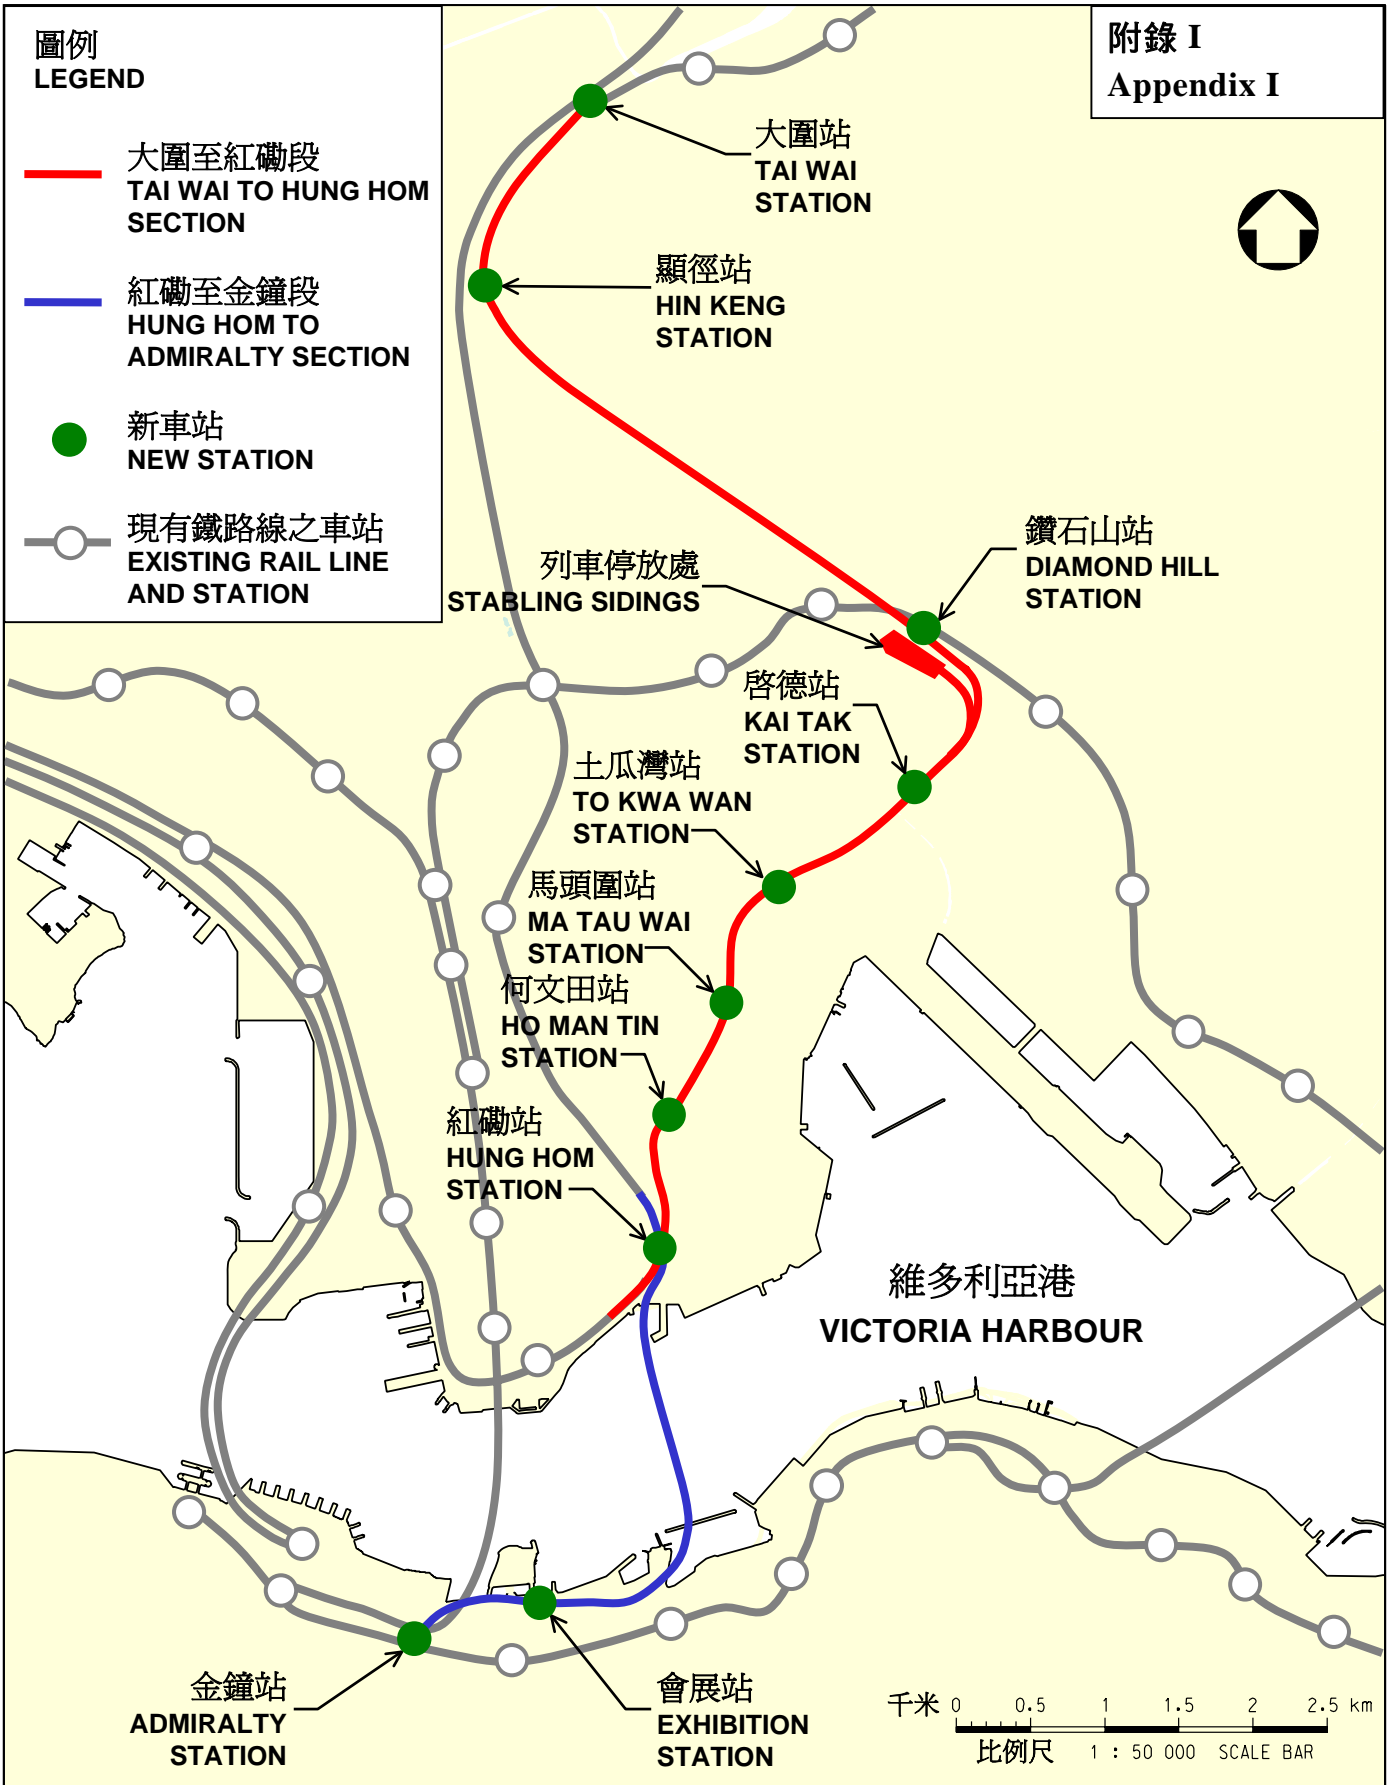 圖例
LEGEND
大圍至紅磡段
TAI WAI TO HUNG HOM
SECTION
紅磡至金鐘段
HUNG HOM TO
ADMIRALTY SECTION
新車站
NEW STATION
現有鐵路線之車站
EXISTING RAIL LINE
AND STATION
附錄 I
Appendix I
大圍站
TAI WAI
STATION
顯徑站
HIN KENG
STATION
鑽石山站
DIAMOND HILL
STATION
列車停放處
STABLING SIDINGS
啓德站
KAI TAK
STATION
土瓜灣站
TO KWA WAN
STATION
馬頭圍站
MA TAU WAI
STATION
何文田站
HO MAN TIN
STATION
紅磡站
HUNG HOM
STATION
維多利亞港
VICTORIA HARBOUR
金鐘站
ADMIRALTY
STATION
會展站
EXHIBITION
STATION
千米 0 0.5 1 1.5 2 2.5 km
比例尺 1 : 50 000 SCALE BAR